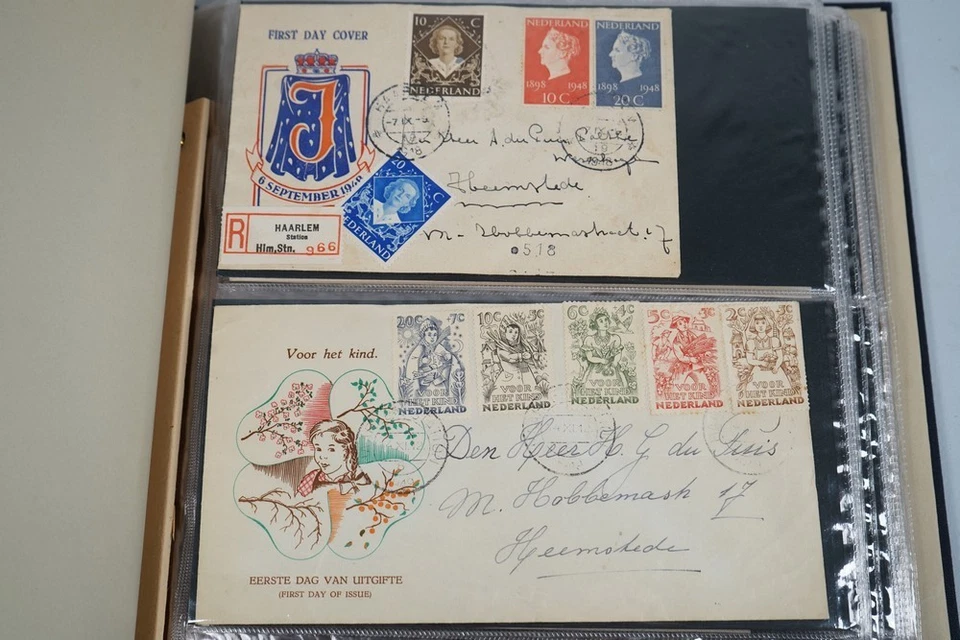 FIRST DAY COVER
J
6 SEPTEMBER 1948
R
HAARLEM
Station
Hlm,Stn. 966
10 C
NEDERLAND
NEDERLAND
1898 1948
10 C
NEDERLAND
1898 1948
20 C
20 C
NEDERLAND
-7 IX
Heemstede
518
Voor het kind.
EERSTE DAG VAN UITGIFTE
(FIRST DAY OF ISSUE)
20C +7C
VOOR
HET KIND
NEDERLAND
10C +5C
VOOR
HET KIND
NEDERLAND
6C +4C
VOOR
HET KIND
NEDERLAND
5C +3C
VOOR
HET KIND
NEDERLAND
2C +3C
VOOR
HET KIND
NEDERLAND
Den Heer H. G du
M. Hobbemastr 17
Heemstede